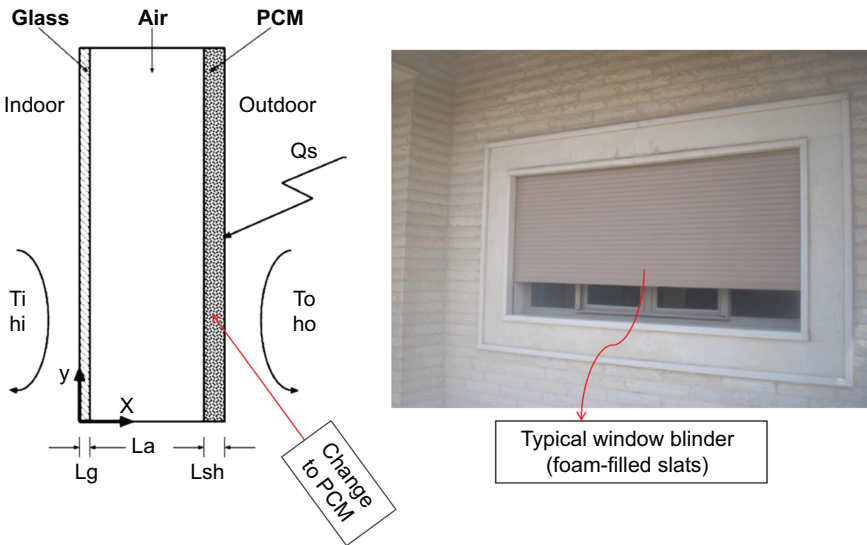 Glass
Air
PCM
Indoor
Outdoor
Qs
Ti
hi
To
ho
y
X
La
Lg
Lsh
Change
to PCM
Typical window blinder
(foam-filled slats)